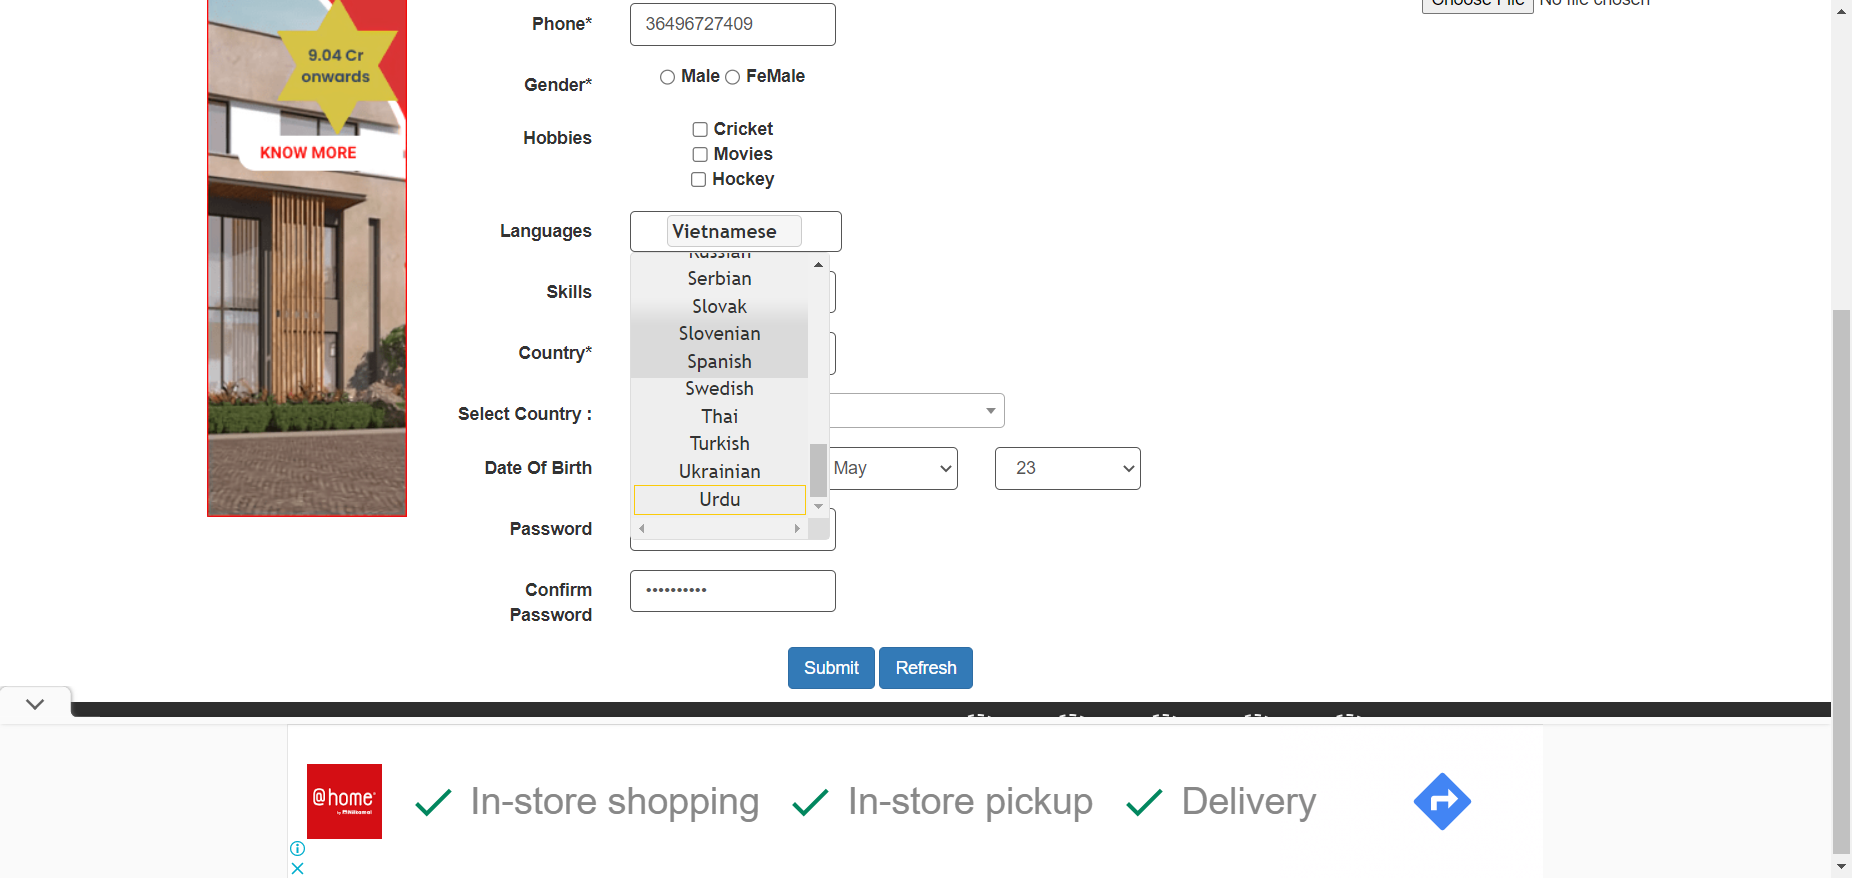 Choose File No file chosen
Phone*
36496727409
9.04 Cr
onwards
Gender*
Male
FeMale
KNOW MORE
Hobbies
Cricket
Movies
Hockey
Languages
Vietnamese
Russian
Serbian
Slovak
Slovenian
Spanish
Swedish
Thai
Turkish
Ukrainian
Urdu
Skills
Country*
Select Country :
Date Of Birth
May
23
Password
Confirm
Password
••••••••••
Submit
Refresh
@home
In-store shopping
In-store pickup
Delivery